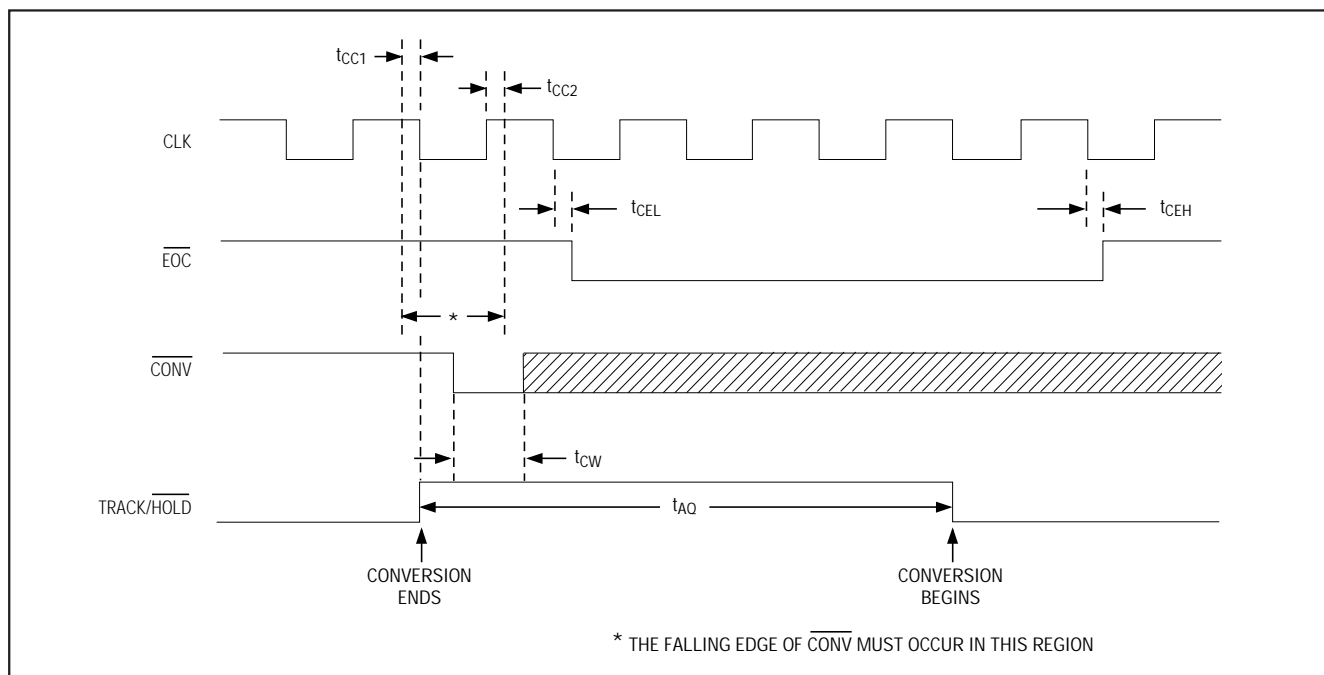 tCC1
tCC2
CLK
tCEL
tCEH
EOC
*
CONV
tCW
TRACK/HOLD
tAQ
CONVERSION
ENDS
CONVERSION
BEGINS
* THE FALLING EDGE OF CONV MUST OCCUR IN THIS REGION